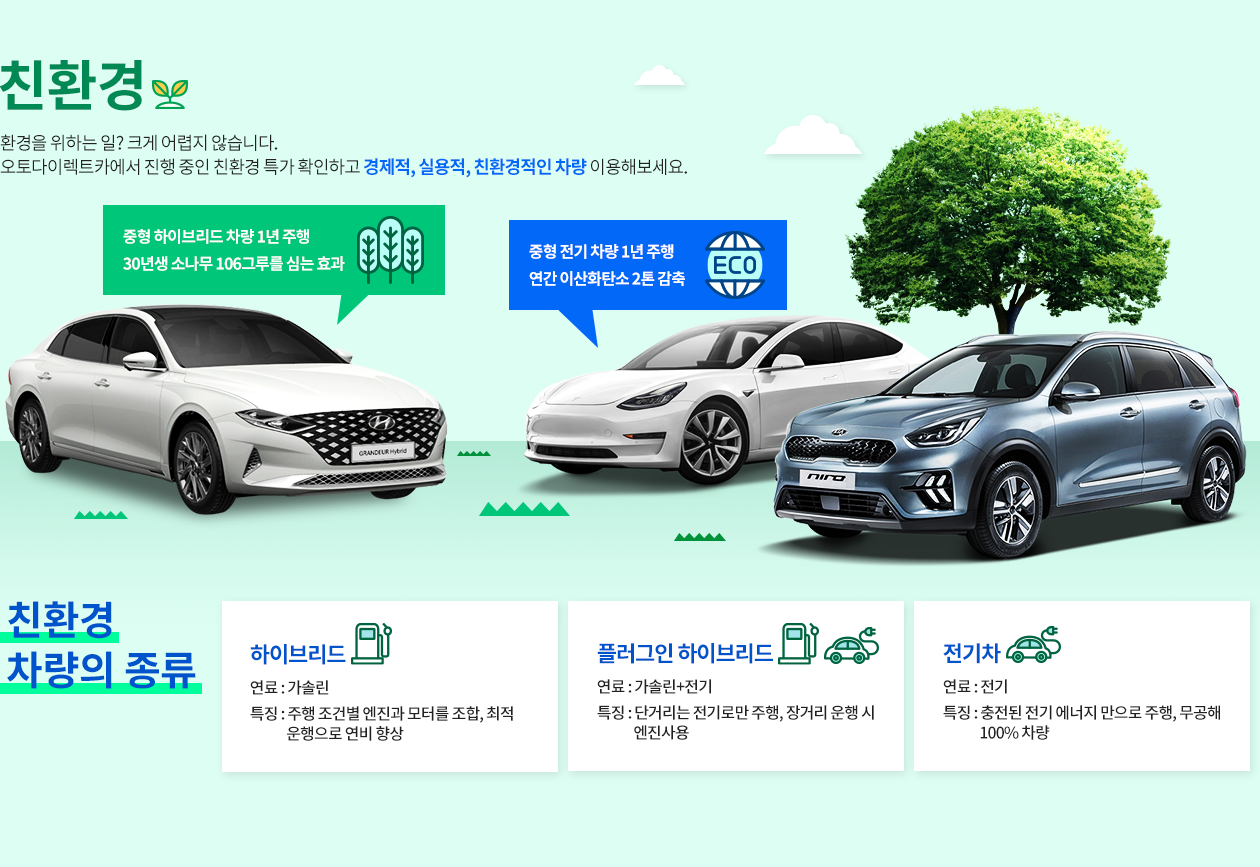 친환경
환경을 위하는 일? 크게 어렵지 않습니다.
오토다이렉트카에서 진행 중인 친환경 특가 확인하고 경제적, 실용적, 친환경적인 차량 이용해보세요.
중형 하이브리드 차량 1년 주행
30년생 소나무 106그루를 심는 효과
중형 전기 차량 1년 주행
연간 이산화탄소 2톤 감축
ECO
GRANDEUR Hybrid
KIA
niro
친환경
차량의 종류
하이브리드
연료 : 가솔린
특징 : 주행 조건별 엔진과 모터를 조합, 최적
운행으로 연비 향상
플러그인 하이브리드
연료 : 가솔린+전기
특징 : 단거리는 전기로만 주행, 장거리 운행 시
엔진사용
전기차
연료 : 전기
특징 : 충전된 전기 에너지 만으로 주행, 무공해
100% 차량